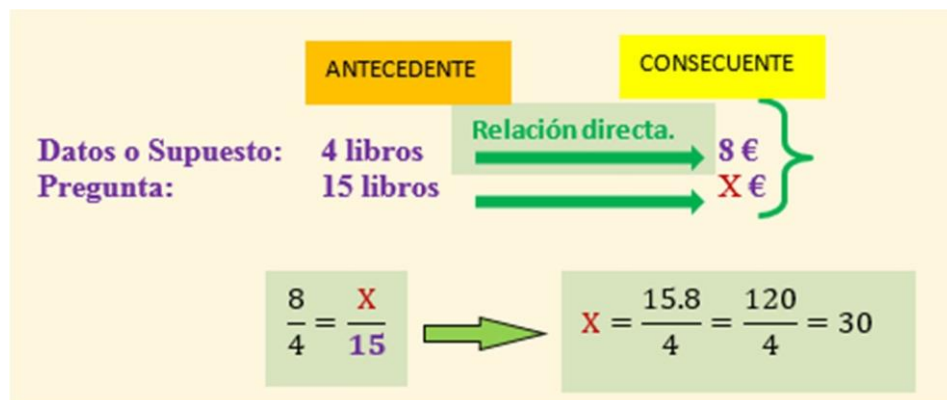 ANTECEDENTE CONSECUENTE
Relación directa.
Datos o Supuesto: 4 libros 8 €
Pregunta: 15 libros X €
8/4 = X/15 X = 15.8/4 = 120/4 = 30